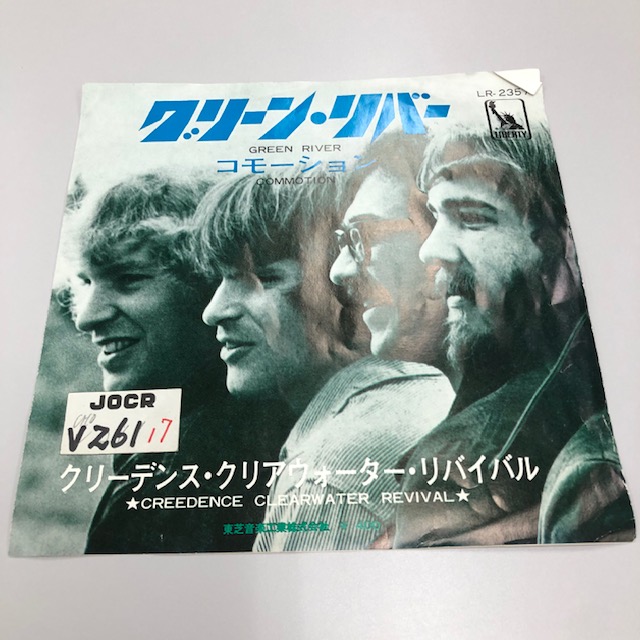 グリーン・リバー
GREEN RIVER
コモーション
COMMOTION
LR-2357
LIBERTY
JOCR
V261 17
クリーデンス・クリアウォーター・リバイバル
★CREEDENCE CLEARWATER REVIVAL★
東芝音楽工業株式会社